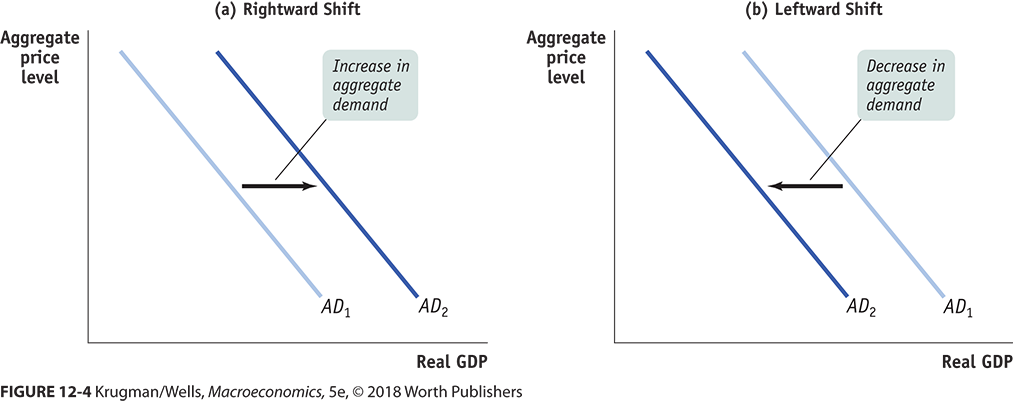 (a) Rightward Shift
Aggregate
price
level
Increase in
aggregate
demand
AD1
AD2
Real GDP
(b) Leftward Shift
Aggregate
price
level
Decrease in
aggregate
demand
AD2
AD1
Real GDP
FIGURE 12-4 Krugman/Wells, Macroeconomics, 5e, © 2018 Worth Publishers